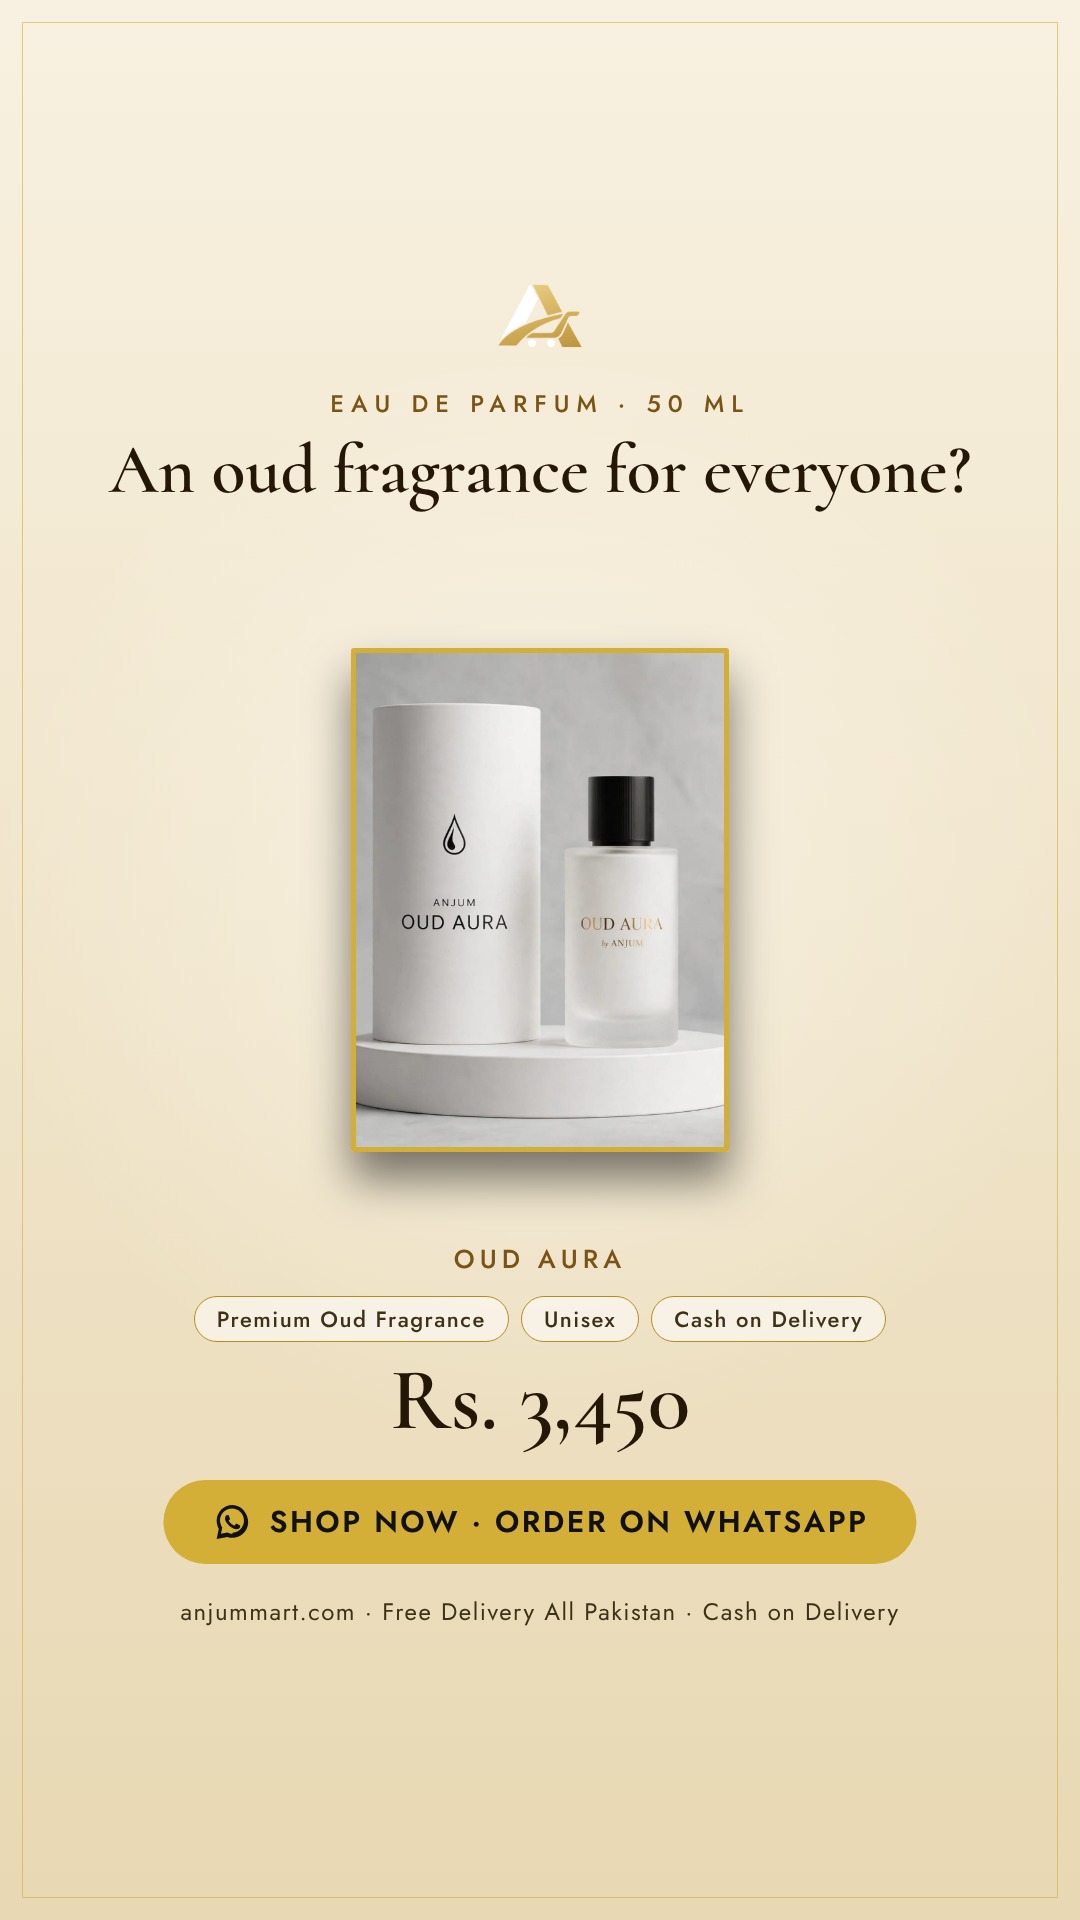 EAU DE PARFUM · 50 ML
An oud fragrance for everyone?
ANJUM
OUD AURA
OUD AURA
by ANJUM
OUD AURA
Premium Oud Fragrance
Unisex
Cash on Delivery
Rs. 3,450
SHOP NOW · ORDER ON WHATSAPP
anjummart.com · Free Delivery All Pakistan · Cash on Delivery